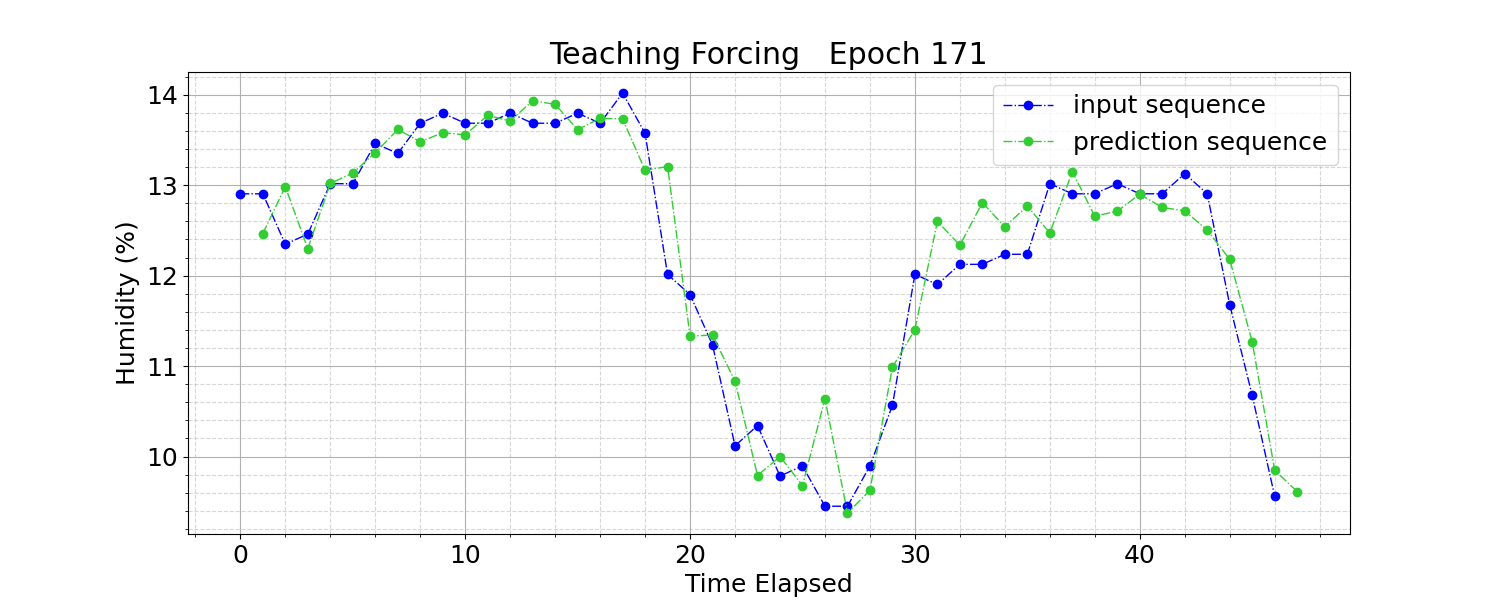 Teaching Forcing   Epoch 171
input sequence
prediction sequence
Humidity (%)
14
13
12
11
10
0 10 20 30 40
Time Elapsed